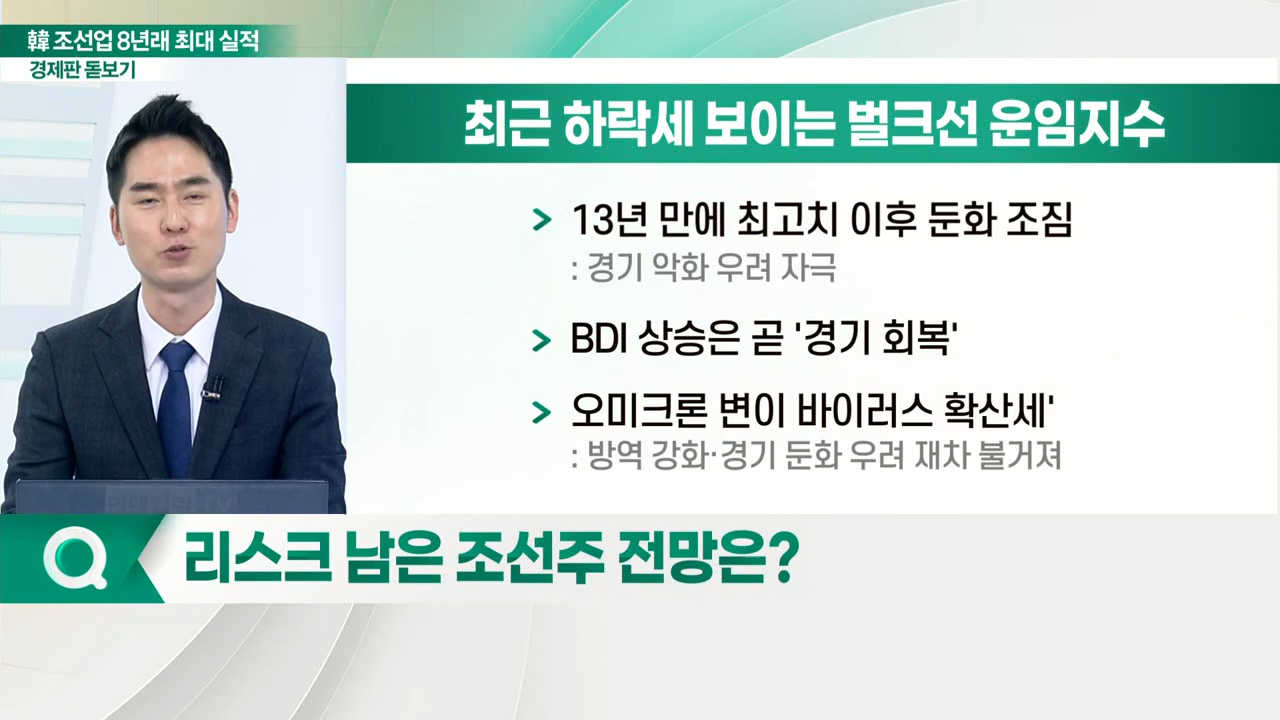 韓 조선업 8년래 최대 실적
경제판 돋보기
최근 하락세 보이는 벌크선 운임지수
> 13년 만에 최고치 이후 둔화 조짐
: 경기 악화 우려 자극
> BDI 상승은 곧 '경기 회복'
> 오미크론 변이 바이러스 확산세'
: 방역 강화·경기 둔화 우려 재차 불거져
Q 리스크 남은 조선주 전망은?